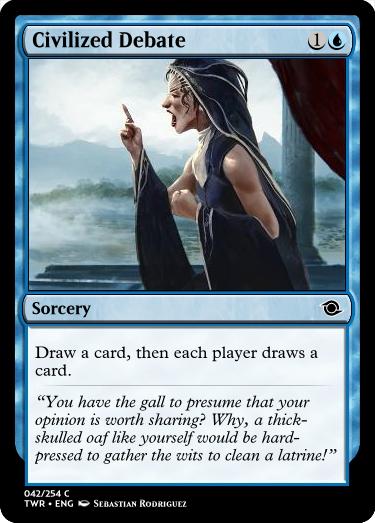 Civilized Debate 1
Sorcery
Draw a card, then each player draws a
card.
“You have the gall to presume that your
opinion is worth sharing? Why, a thick-
skulled oaf like yourself would be hard-
pressed to gather the wits to clean a latrine!”
042/254 C
TWR • ENG Sebastian Rodriguez